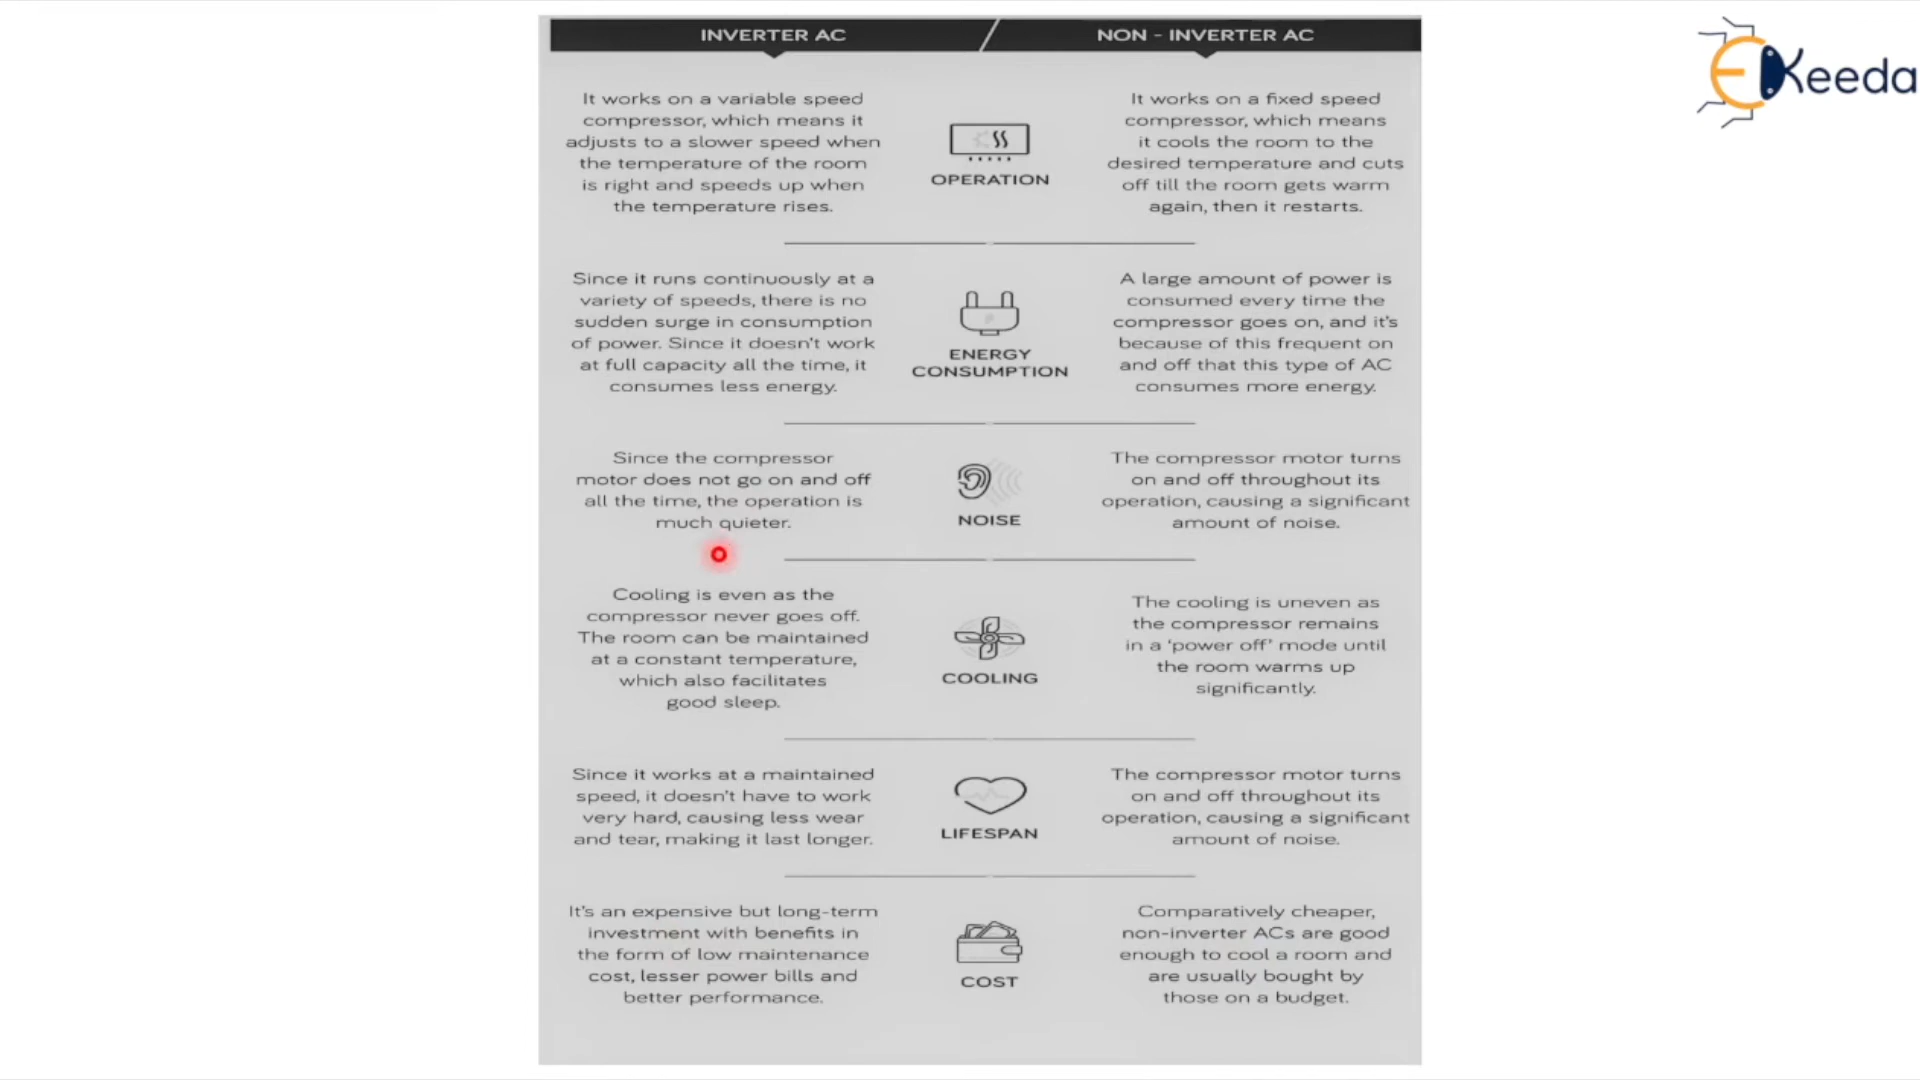 INVERTER AC
NON - INVERTER AC
It works on a variable speed
compressor, which means it
adjusts to a slower speed when
the temperature of the room
is right and speeds up when
the temperature rises.
OPERATION
It works on a fixed speed
compressor, which means
it cools the room to the
desired temperature and cuts
off till the room gets warm
again, then it restarts.
Since it runs continuously at a
variety of speeds, there is no
sudden surge in consumption
of power. Since it doesn't work
at full capacity all the time, it
consumes less energy.
ENERGY
CONSUMPTION
A large amount of power is
consumed every time the
compressor goes on, and it's
because of this frequent on
and off that this type of AC
consumes more energy.
Since the compressor
motor does not go on and off
all the time, the operation is
much quieter.
NOISE
The compressor motor turns
on and off throughout its
operation, causing a significant
amount of noise.
Cooling is even as the
compressor never goes off.
The room can be maintained
at a constant temperature,
which also facilitates
good sleep.
COOLING
The cooling is uneven as
the compressor remains
in a 'power off' mode until
the room warms up
significantly.
Since it works at a maintained
speed, it doesn't have to work
very hard, causing less wear
and tear, making it last longer.
LIFESPAN
The compressor motor turns
on and off throughout its
operation, causing a significant
amount of noise.
It's an expensive but long-term
investment with benefits in
the form of low maintenance
cost, lesser power bills and
better performance.
COST
Comparatively cheaper,
non-inverter ACs are good
enough to cool a room and
are usually bought by
those on a budget.
EKeeda